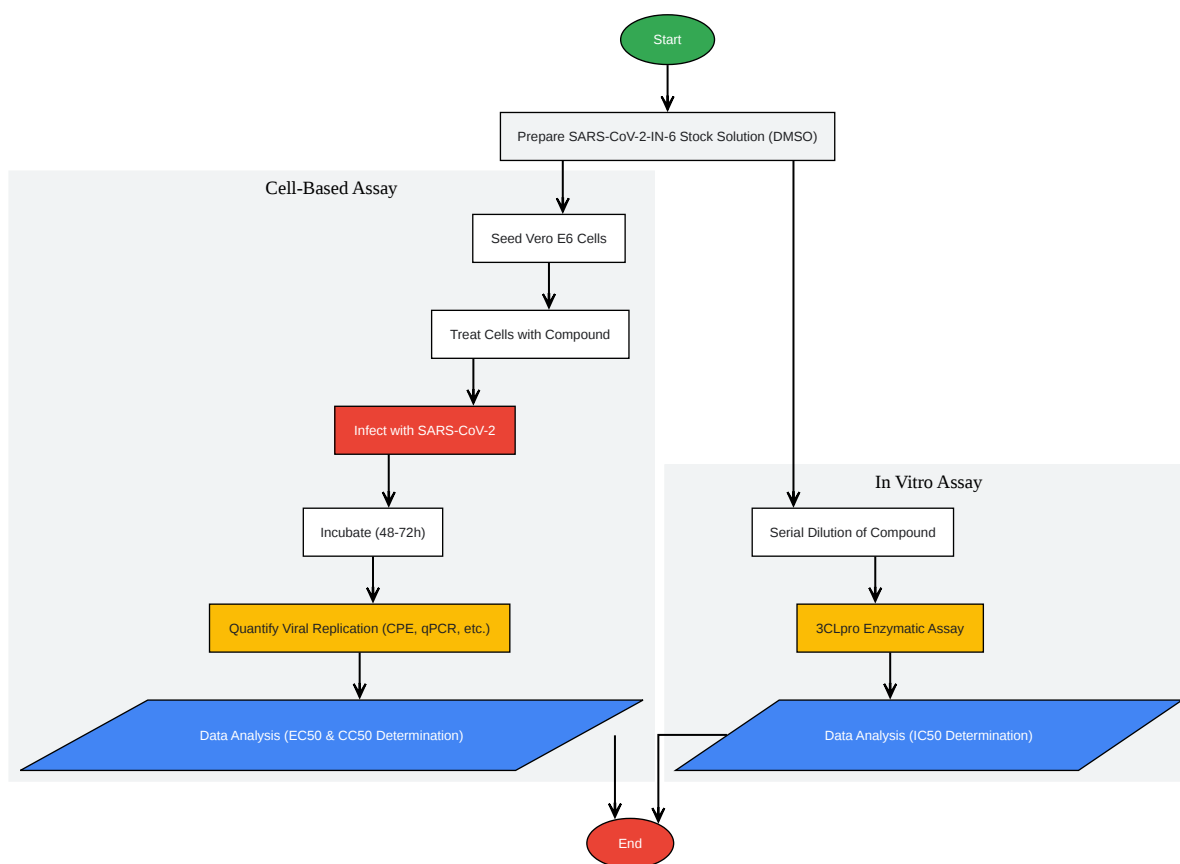 Start
Prepare SARS-CoV-2-IN-6 Stock Solution (DMSO)
Cell-Based Assay
Seed Vero E6 Cells
Treat Cells with Compound
Infect with SARS-CoV-2
Incubate (48-72h)
Quantify Viral Replication (CPE, qPCR, etc.)
Data Analysis (EC50 & CC50 Determination)
In Vitro Assay
Serial Dilution of Compound
3CLpro Enzymatic Assay
Data Analysis (IC50 Determination)
End